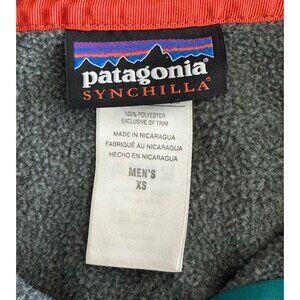 patagonia
SYNCHILLA
100% POLYESTER
EXCLUSIVE OF TRIM
MADE IN NICARAGUA
FABRIQUÉ AU NICARAGUA
HECHO EN NICARAGUA
MEN'S
XS